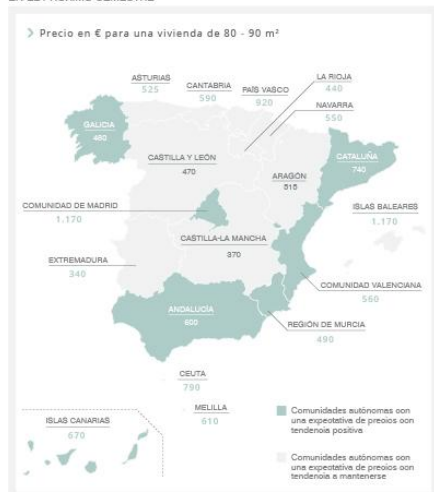 Precio en € para una vivienda de 80 - 90 m²
ASTURIAS
525
CANTABRIA
590
PAÍS VASCO
920
LA RIOJA
440
NAVARRA
550
GALICIA
480
CASTILLA Y LEÓN
470
ARAGÓN
515
CATALUÑA
740
COMUNIDAD DE MADRID
1.170
ISLAS BALEARES
1.170
CASTILLA-LA MANCHA
370
EXTREMADURA
340
COMUNIDAD VALENCIANA
560
ANDALUCÍA
600
REGIÓN DE MURCIA
490
CEUTA
790
MELILLA
610
ISLAS CANARIAS
670
Comunidades autónomas con
una expectativa de precios con
tendencia positiva
Comunidades autónomas con
una expectativa de precios con
tendencia a mantenerse